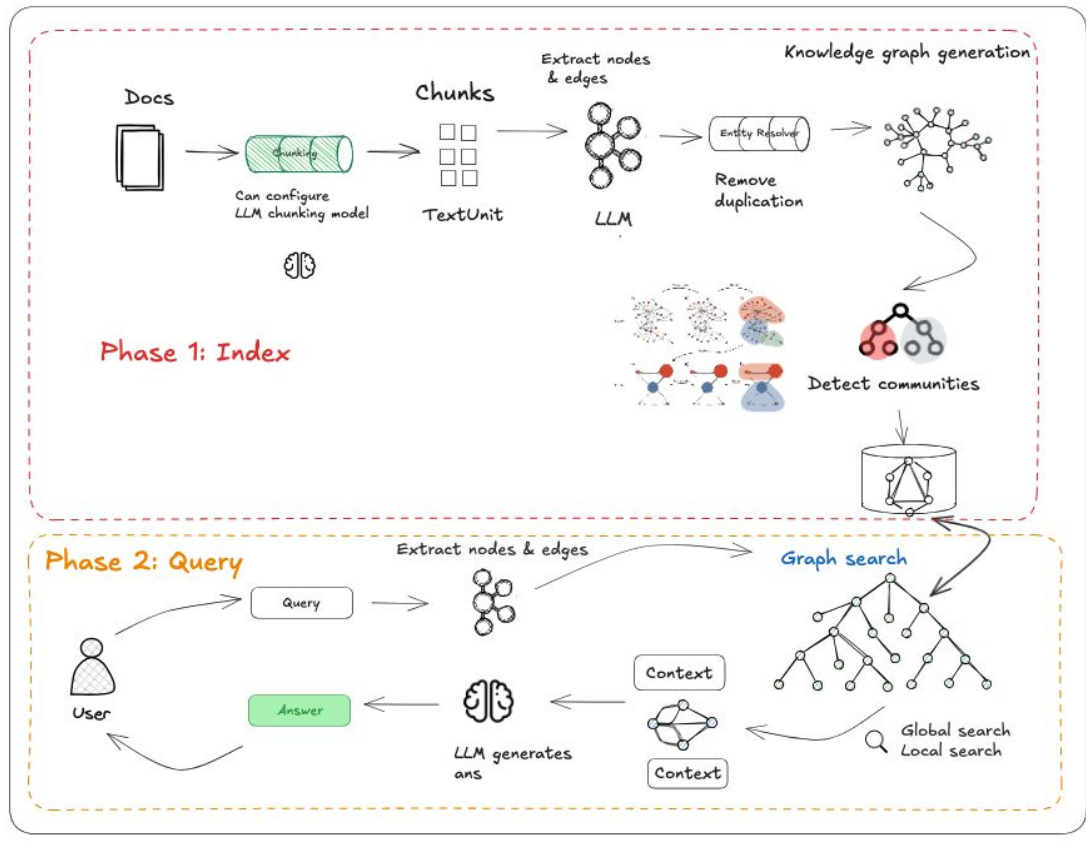 Knowledge graph generation
Extract nodes
& edges
Docs
Chunks
Chunking
Entity Resolver
Can configure
LLM chunking model
TextUnit
LLM
Remove
duplication
Phase 1: Index
Detect communities
Phase 2: Query
Extract nodes & edges
Graph search
Query
User
Answer
LLM generates
ans
Context
Context
Global search
Local search